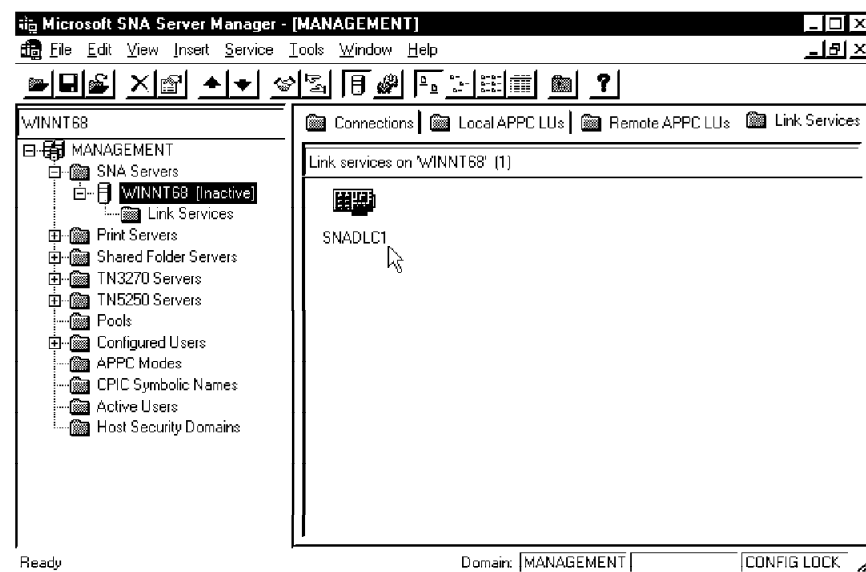 Microsoft SNA Server Manager - [MANAGEMENT]
File Edit View Insert Service Tools Window Help
WINNT68
MANAGEMENT
SNA Servers
WINNT68 [Inactive]
Link Services
Print Servers
Shared Folder Servers
TN3270 Servers
TN5250 Servers
Pools
Configured Users
APPC Modes
CPIC Symbolic Names
Active Users
Host Security Domains
Connections Local APPC LUs Remote APPC LUs Link Services
Link services on 'WINNT68' (1)
SNADLC1
Ready Domain: MANAGEMENT CONFIG LOCK